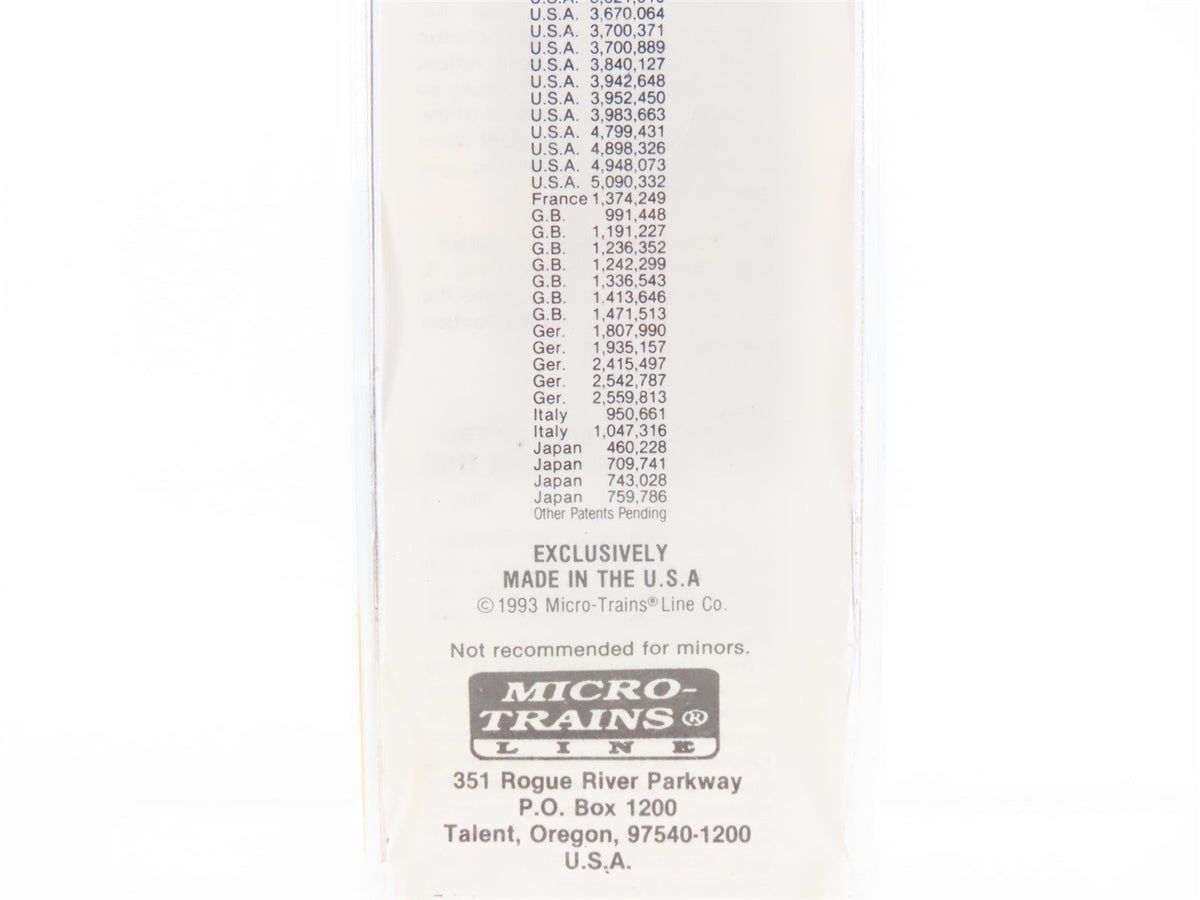 U.S.A. 3,670,064
U.S.A. 3,700,371
U.S.A. 3,700,889
U.S.A. 3,840,127
U.S.A. 3,942,648
U.S.A. 3,952,450
U.S.A. 3,983,663
U.S.A. 4,799,431
U.S.A. 4,898,326
U.S.A. 4,948,073
U.S.A. 5,090,332
France 1,374,249
G.B. 991,448
G.B. 1,191,227
G.B. 1,236,352
G.B. 1,242,299
G.B. 1,336,543
G.B. 1,413,646
G.B. 1,471,513
Ger. 1,807,990
Ger. 1,935,157
Ger. 2,415,497
Ger. 2,542,787
Ger. 2,559,813
Italy 950,661
Italy 1,047,316
Japan 460,228
Japan 709,741
Japan 743,028
Japan 759,786
Other Patents Pending
EXCLUSIVELY
MADE IN THE U.S.A
©1993 Micro-Trains® Line Co.
Not recommended for minors.
MICRO-
TRAINS®
LINE
351 Rogue River Parkway
P.O. Box 1200
Talent, Oregon, 97540-1200
U.S.A.